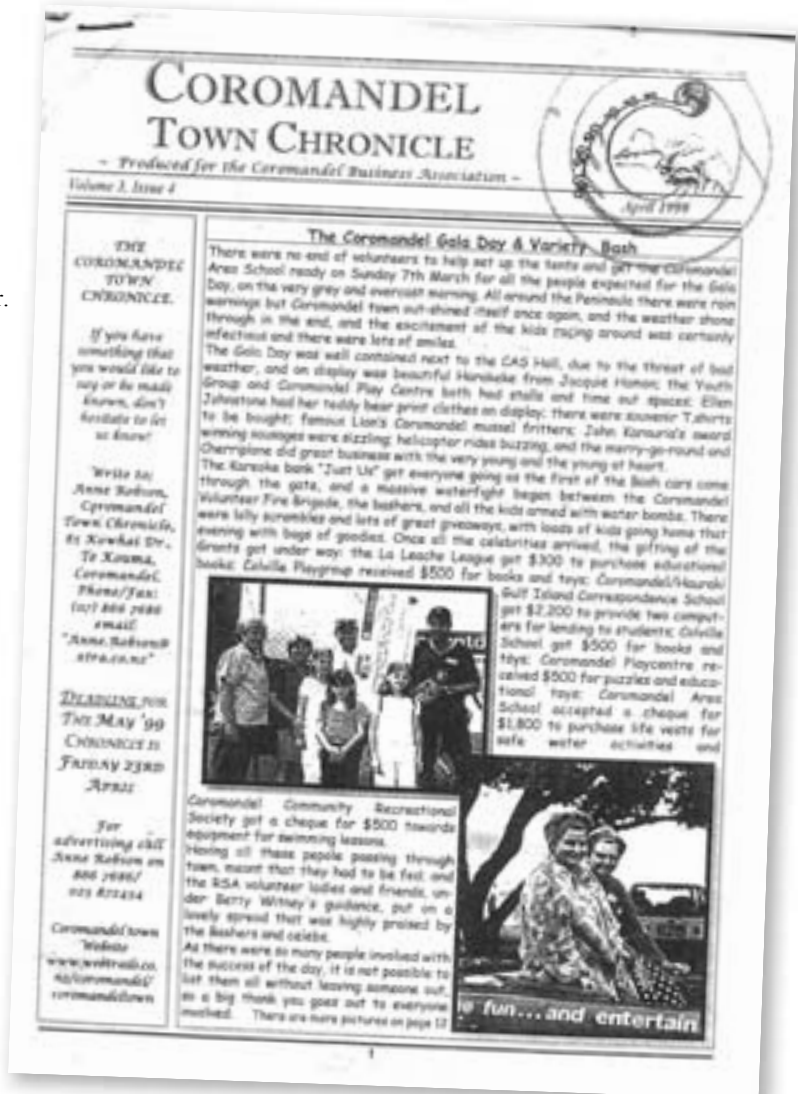 COROMANDEL
TOWN CHRONICLE
~ Produced for the Coromandel Business Association ~
Volume 3, Issue 4
April 1999
THE
COROMANDEL
TOWN
CHRONICLE.
If you have
something that
you would like to
say or be made
known, don't
hesitate to let
us know!
Write to:
Anne Robson,
Coromandel
Town Chronicle,
Kowhai Dr.,
Te Kouma,
Coromandel.
Phone/Fax:
(07) 866 7686
email:
"Anne.Robson@
xtra.co.nz"
DEADLINE FOR
THE MAY '99
CHRONICLE IS
FRIDAY 23RD
APRIL
For
advertising call
Anne Robson on
866 7686/
Coromandel town
Website
The Coromandel Gala Day & Variety Bash
There were no end of volunteers to help set up the tents and get the Coromandel
Area School ready on Sunday 7th March for all the people expected for the Gala
Day, on the very grey and overcast morning. All around the Peninsula there were rain
warnings but Coromandel town out-shined itself once again, and the weather shone
through in the end, and the excitement of the kids racing around was certainly
infectious and there were lots of smiles.
The Gala Day was well contained next to the CAS Hall, due to the threat of bad
weather, and on display was beautiful Harakeke from Jacquie Hanon; the Youth
Group and Coromandel Play Centre both had stalls and time out spaces; Ellen
Johnstone had her teddy bear print clothes on display; there were souvenir T.shirts
to be bought; famous Lion's Coromandel mussel fritters; John Karauria's award
winning sausages were sizzling; helicopter rides buzzing, and the merry-go-round and
did great business with the very young and the young at heart.
The Karaoke bank "Just Us" got everyone going as the first of the Bash cars came
through the gate, and a massive waterfight began between the Coromandel
Volunteer Fire Brigade, the bashers, and all the kids armed with water bombs. There
were lolly scrambles and lots of great giveaways, with loads of kids going home that
evening with bags of goodies. Once all the celebrities arrived, the gifting of the
Grants got under way: the La Leache League got $300 to purchase educational
books; Colville Playgroup received $500 for books and toys; Coromandel/Hauraki
Gulf Island Correspondence School
got $2,200 to provide two comput-
ers for lending to students; Colville
School got $500 for books and
toys; Coromandel Playcentre re-
ceived $500 for puzzles and educa-
tional toys; Coromandel Area
School accepted a cheque for
$1,800 to purchase life vests for
safe water activities and
Coromandel Community Recreational
Society got a cheque for $500 towards
equipment for swimming lessons.
Having all these people passing through
town, meant that they had to be fed, and
the RSA volunteer ladies and friends, un-
der Betty Witney's guidance, put on a
lovely spread that was highly praised by
the Bashers and celebs.
As there were so many people involved with
the success of the day, it is not possible to
list them all without leaving someone out,
so a big thank you goes out to everyone
involved. There are more pictures on page 12
fun...and entertain
1